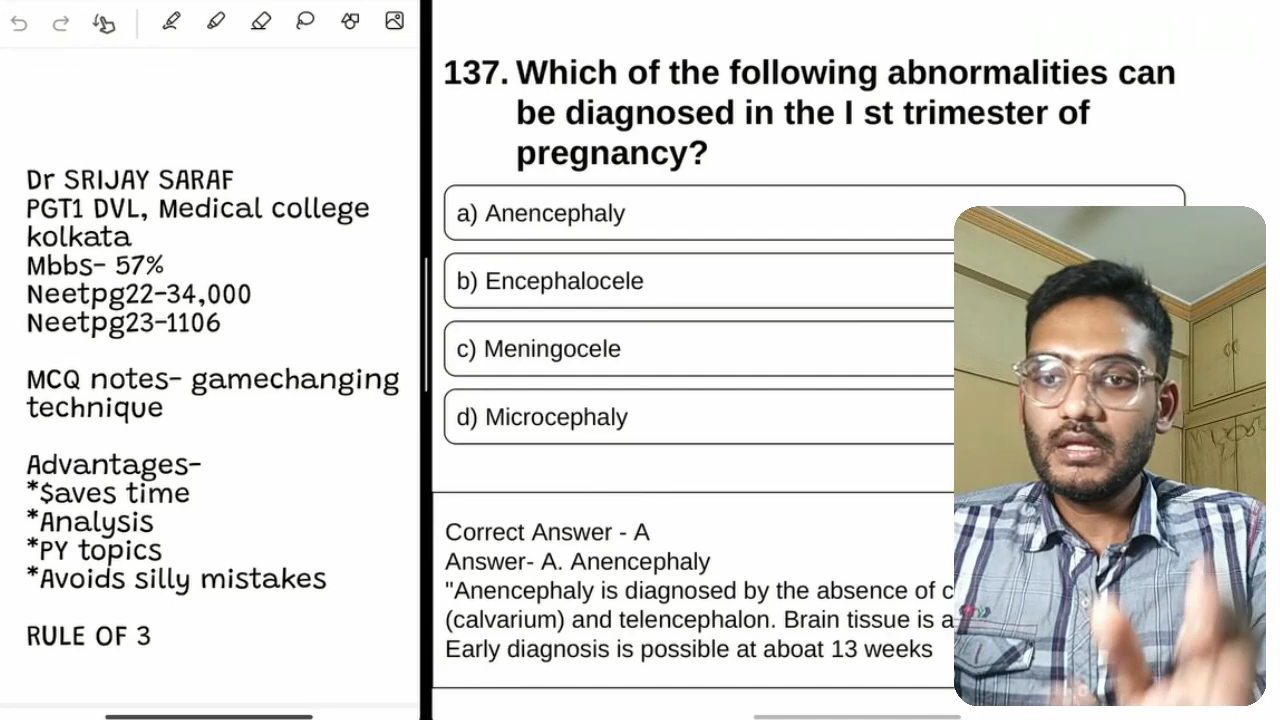 Dr SRIJAY SARAF
PGT1 DVL, Medical college
kolkata
Mbbs- 57%
Neetpg22-34,000
Neetpg23-1106
MCQ notes- gamechanging
technique
Advantages-
*Saves time
*Analysis
*PY topics
*Avoids silly mistakes
RULE OF 3
137. Which of the following abnormalities can
be diagnosed in the I st trimester of
pregnancy?
a) Anencephaly
b) Encephalocele
c) Meningocele
d) Microcephaly
Correct Answer - A
Answer- A. Anencephaly
"Anencephaly is diagnosed by the absence of
(calvarium) and telencephalon. Brain tissue is
Early diagnosis is possible at aboat 13 weeks